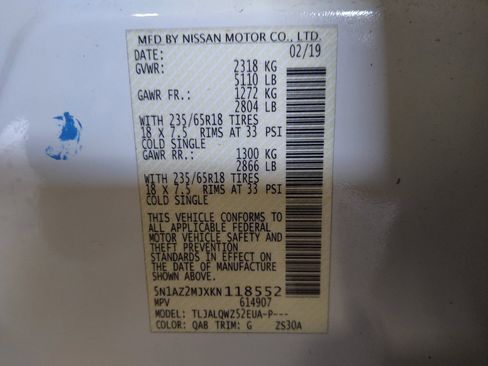 MFD BY NISSAN MOTOR CO., LTD.
DATE: 02/19
GVWR: 2318 KG
5110 LB
GAWR FR.: 1272 KG
2804 LB
WITH 235/65R18 TIRES
18 X 7.5 RIMS AT 33 PSI
COLD SINGLE
GAWR RR.: 1300 KG
2866 LB
WITH 235/65R18 TIRES
18 X 7.5 RIMS AT 33 PSI
COLD SINGLE
THIS VEHICLE CONFORMS TO
ALL APPLICABLE FEDERAL
MOTOR VEHICLE SAFETY AND
THEFT PREVENTION
STANDARDS IN EFFECT ON
THE DATE OF MANUFACTURE
SHOWN ABOVE.
5N1AZ2MJXKN118552
MPV 614907
MODEL: TLJALQWZ52EUA-P---
COLOR: QAB TRIM: G ZS30A